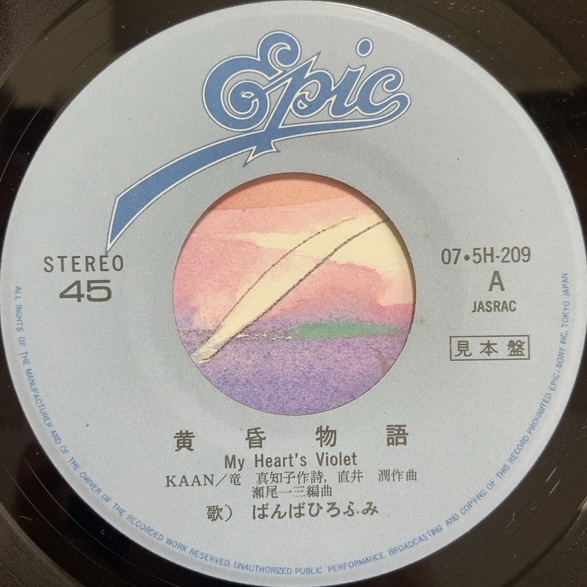 Epic
STEREO
45
07・5H-209
A
JASRAC
見本盤
黄昏物語
My Heart's Violet
KAAN/竜 真知子作詩, 直井 潤作曲
瀬尾一三編曲
歌) ばんばひろふみ
ALL RIGHTS OF THE MANUFACTURER AND OF THE OWNER OF THE RECORDED WORK RESERVED. UNAUTHORIZED PUBLIC PERFORMANCE. BROADCASTING AND COPYING OF THIS RECORD PROHIBITED EPIC/SONY INC. TOKYO JAPAN